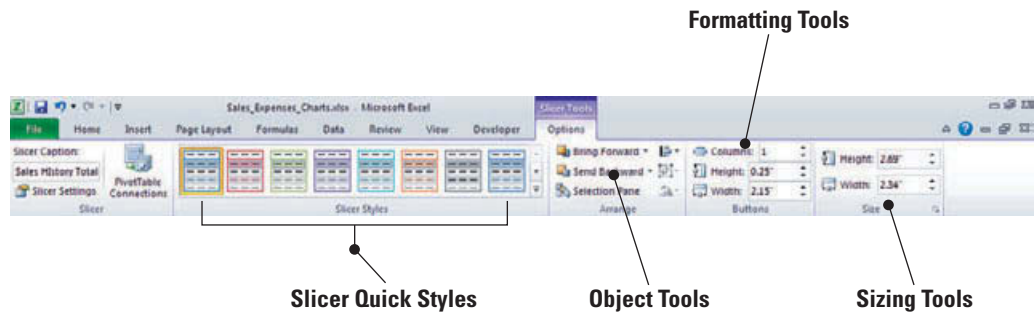 Formatting Tools
Sales_Expenses_Charts.xlsx - Microsoft Excel
Slicer Tools
File Home Insert Page Layout Formulas Data Review View Developer Options
Slicer Caption:
Sales History Total
Slicer Settings
PivotTable Connections
Bring Forward
Send Backward
Selection Pane
Columns: 1
Height: 0.25"
Width: 2.15"
Height: 2.69"
Width: 2.34"
Slicer Slicer Styles Arrange Buttons Size
Slicer Quick Styles Object Tools Sizing Tools